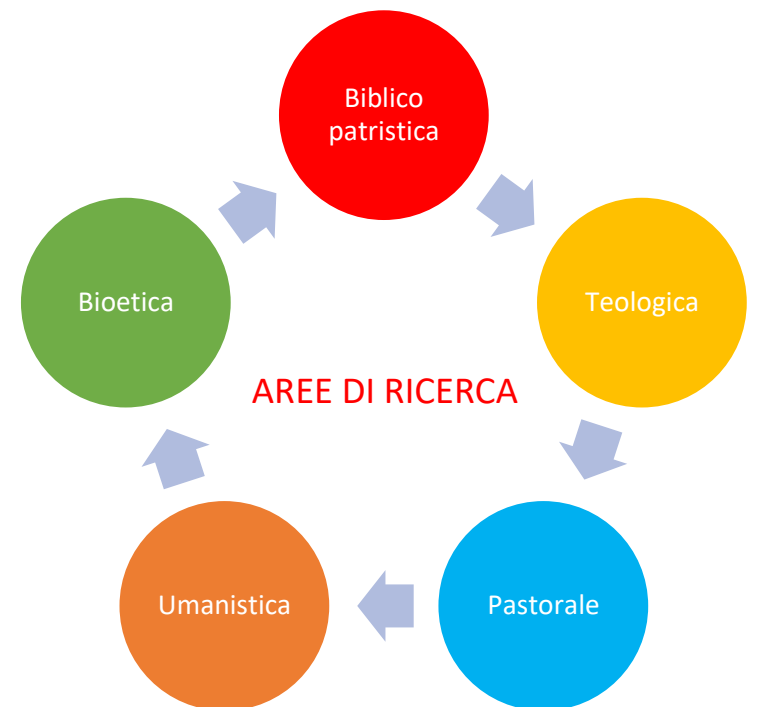 Biblico
patristica
Teologica
Pastorale
Umanistica
Bioetica
AREE DI RICERCA